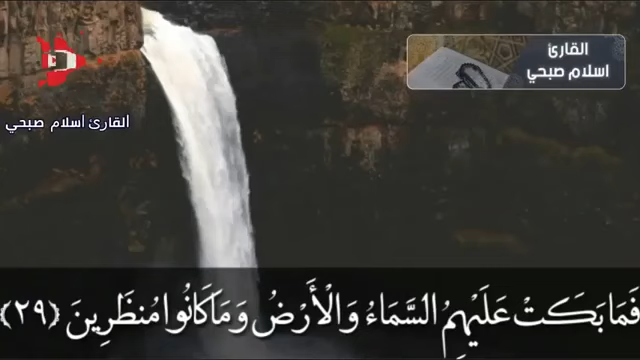 القارئ
اسلام صبحي
القارئ اسلام صبحي
فَمَا بَكَتْ عَلَيْهِمُ السَّمَاءُ وَالْأَرْضُ وَمَا كَانُوا مُنظَرِينَ (٢٩)